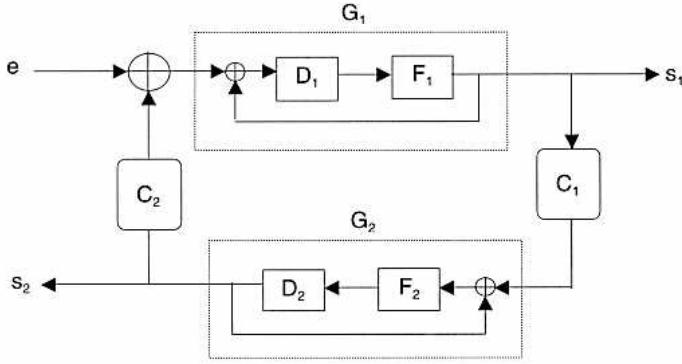 G₁
e
D₁
F₁
s₁
C₂
C₁
G₂
s₂
D₂
F₂